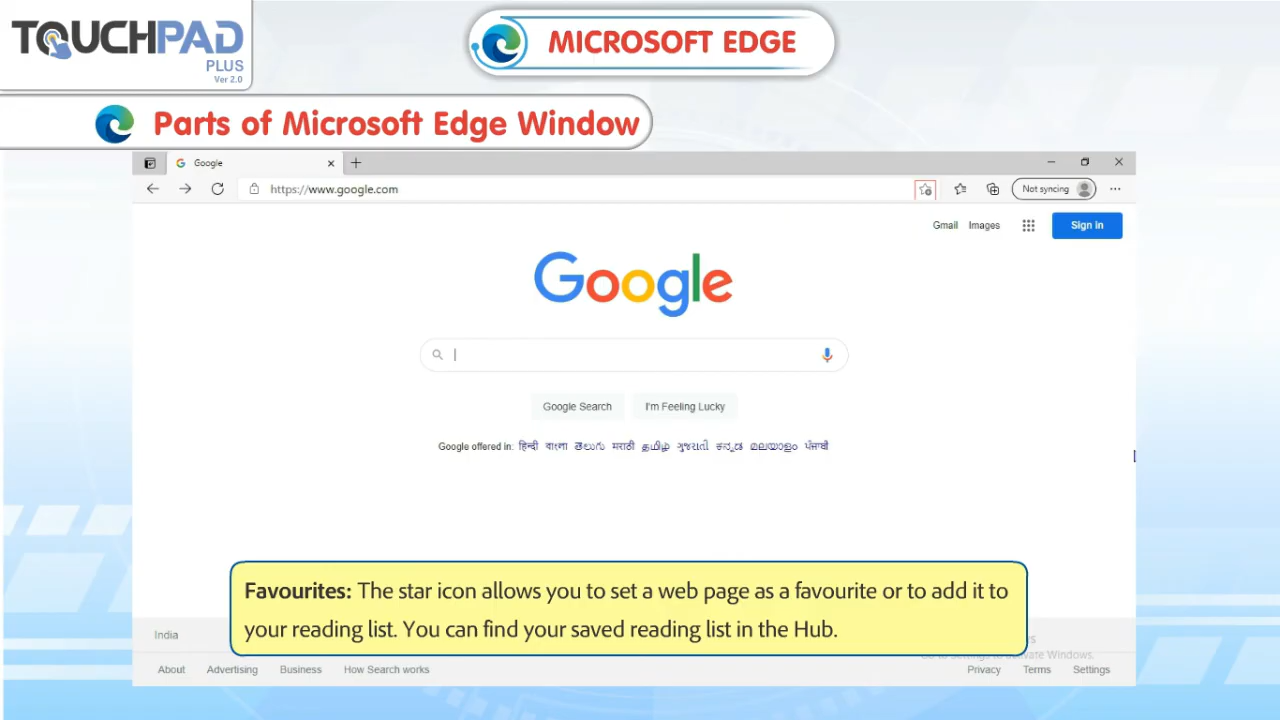 TOUCHPAD
PLUS
Ver 2.0
MICROSOFT EDGE
Parts of Microsoft Edge Window
Google
https://www.google.com
Not syncing
Gmail Images
Sign in
Google
Google Search I'm Feeling Lucky
Google offered in: हिन्दी বাংলা తెలుగు मराठी தமிழ் ગુજરાતી ಕನ್ನಡ മലയാളം ਪੰਜਾਬੀ
Favourites: The star icon allows you to set a web page as a favourite or to add it to
your reading list. You can find your saved reading list in the Hub.
India
About Advertising Business How Search works
Privacy Terms Settings